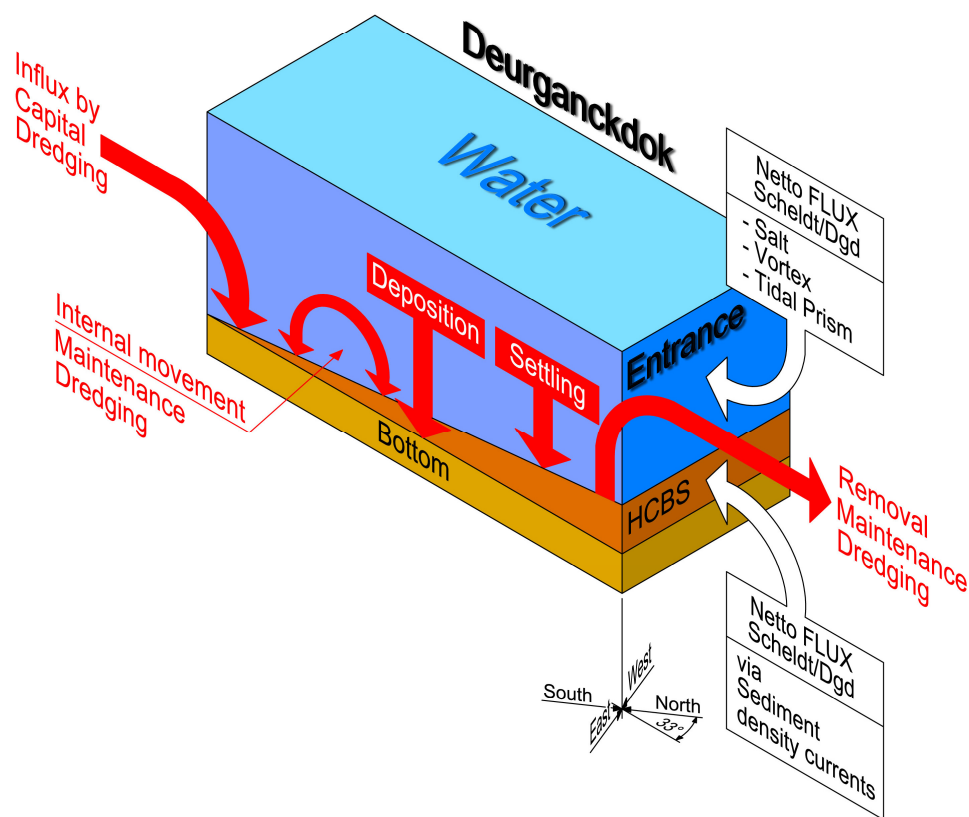 Deurganckdok
Water
Influx by
Capital
Dredging
Netto FLUX
Scheldt/Dgd
- Salt
- Vortex
- Tidal Prism
Deposition
Settling
Entrance
Internal movement
Maintenance
Dredging
Bottom
HCBS
Removal
Maintenance
Dredging
Netto FLUX
Scheldt/Dgd
via
Sediment
density currents
West
South
North
East
33°